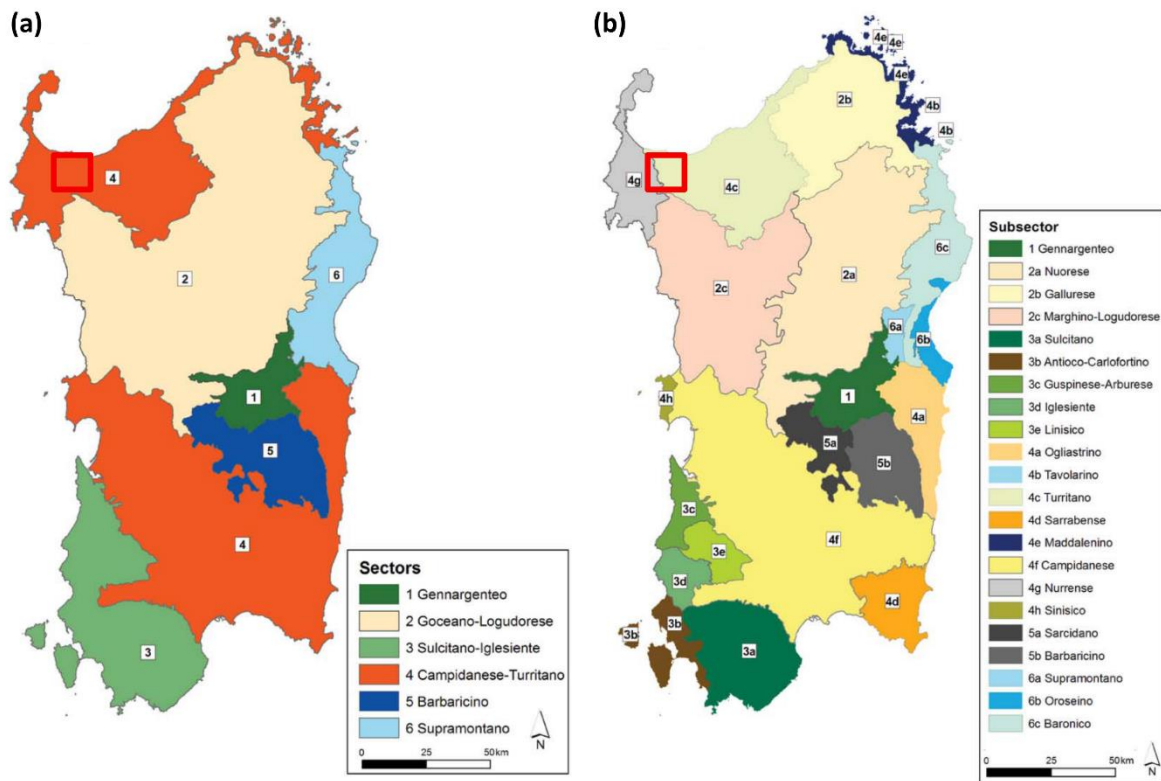 (a)
4
2
6
1
5
4
3
Sectors
1 Gennargenteo
2 Goceano-Logudorese
3 Sulcitano-Iglesiente
4 Campidanese-Turritano
5 Barbaricino
6 Supramontano
N
0 25 50km
(b)
4e
4e
4e
2b
4b
4b
4g
4c
6c
2a
2c
6a
6b
1
4h
4a
5a
5b
3c
4f
3e
3d
4d
3b
3b
3a
Subsector
1 Gennargenteo
2a Nuorese
2b Gallurese
2c Marghino-Logudorese
3a Sulcitano
3b Antioco-Carlofortino
3c Guspinese-Arburese
3d Iglesiente
3e Linisico
4a Ogliastrino
4b Tavolarino
4c Turritano
4d Sarrabense
4e Maddalenino
4f Campidanese
4g Nurrense
4h Sinisico
5a Sarcidano
5b Barbaricino
6a Supramontano
6b Oroseino
6c Baronico
N
0 25 50km